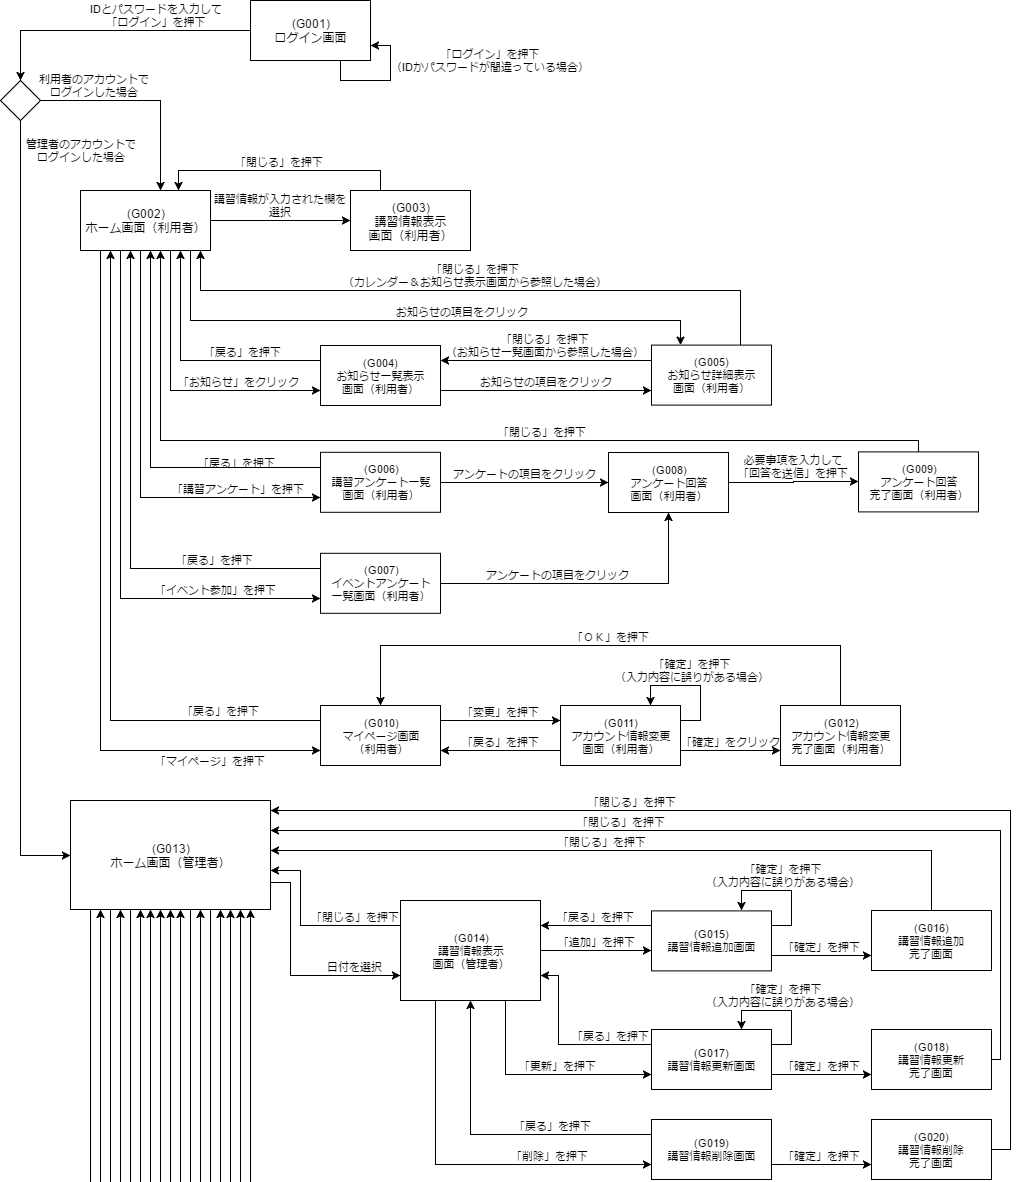 IDとパスワードを入力して
「ログイン」を押下
(G001)
ログイン画面
「ログイン」を押下
（IDかパスワードが間違っている場合）
利用者のアカウントで
ログインした場合
管理者のアカウントで
ログインした場合
「閉じる」を押下
(G002)
ホーム画面（利用者）
講習情報が入力された欄を
選択
(G003)
講習情報表示
画面（利用者）
「閉じる」を押下
（カレンダー＆お知らせ表示画面から参照した場合）
お知らせの項目をクリック
「戻る」を押下
「お知らせ」をクリック
(G004)
お知らせ一覧表示
画面（利用者）
「閉じる」を押下
（お知らせ一覧画面から参照した場合）
お知らせの項目をクリック
(G005)
お知らせ詳細表示
画面（利用者）
「閉じる」を押下
「戻る」を押下
「講習アンケート」を押下
(G006)
講習アンケート一覧
画面（利用者）
アンケートの項目をクリック
(G008)
アンケート回答
画面（利用者）
必要事項を入力して
「回答を送信」を押下
(G009)
アンケート回答
完了画面（利用者）
「戻る」を押下
「イベント参加」を押下
(G007)
イベントアンケート
一覧画面（利用者）
アンケートの項目をクリック
「ＯＫ」を押下
「確定」を押下
（入力内容に誤りがある場合）
「戻る」を押下
「マイページ」を押下
(G010)
マイページ画面
（利用者）
「変更」を押下
「戻る」を押下
(G011)
アカウント情報変更
画面（利用者）
「確定」をクリック
(G012)
アカウント情報変更
完了画面（利用者）
「閉じる」を押下
「閉じる」を押下
「閉じる」を押下
(G013)
ホーム画面（管理者）
「閉じる」を押下
日付を選択
(G014)
講習情報表示
画面（管理者）
「確定」を押下
（入力内容に誤りがある場合）
「戻る」を押下
「追加」を押下
(G015)
講習情報追加画面
「確定」を押下
(G016)
講習情報追加
完了画面
「確定」を押下
（入力内容に誤りがある場合）
「戻る」を押下
「更新」を押下
(G017)
講習情報更新画面
「確定」を押下
(G018)
講習情報更新
完了画面
「戻る」を押下
「削除」を押下
(G019)
講習情報削除画面
「確定」を押下
(G020)
講習情報削除
完了画面